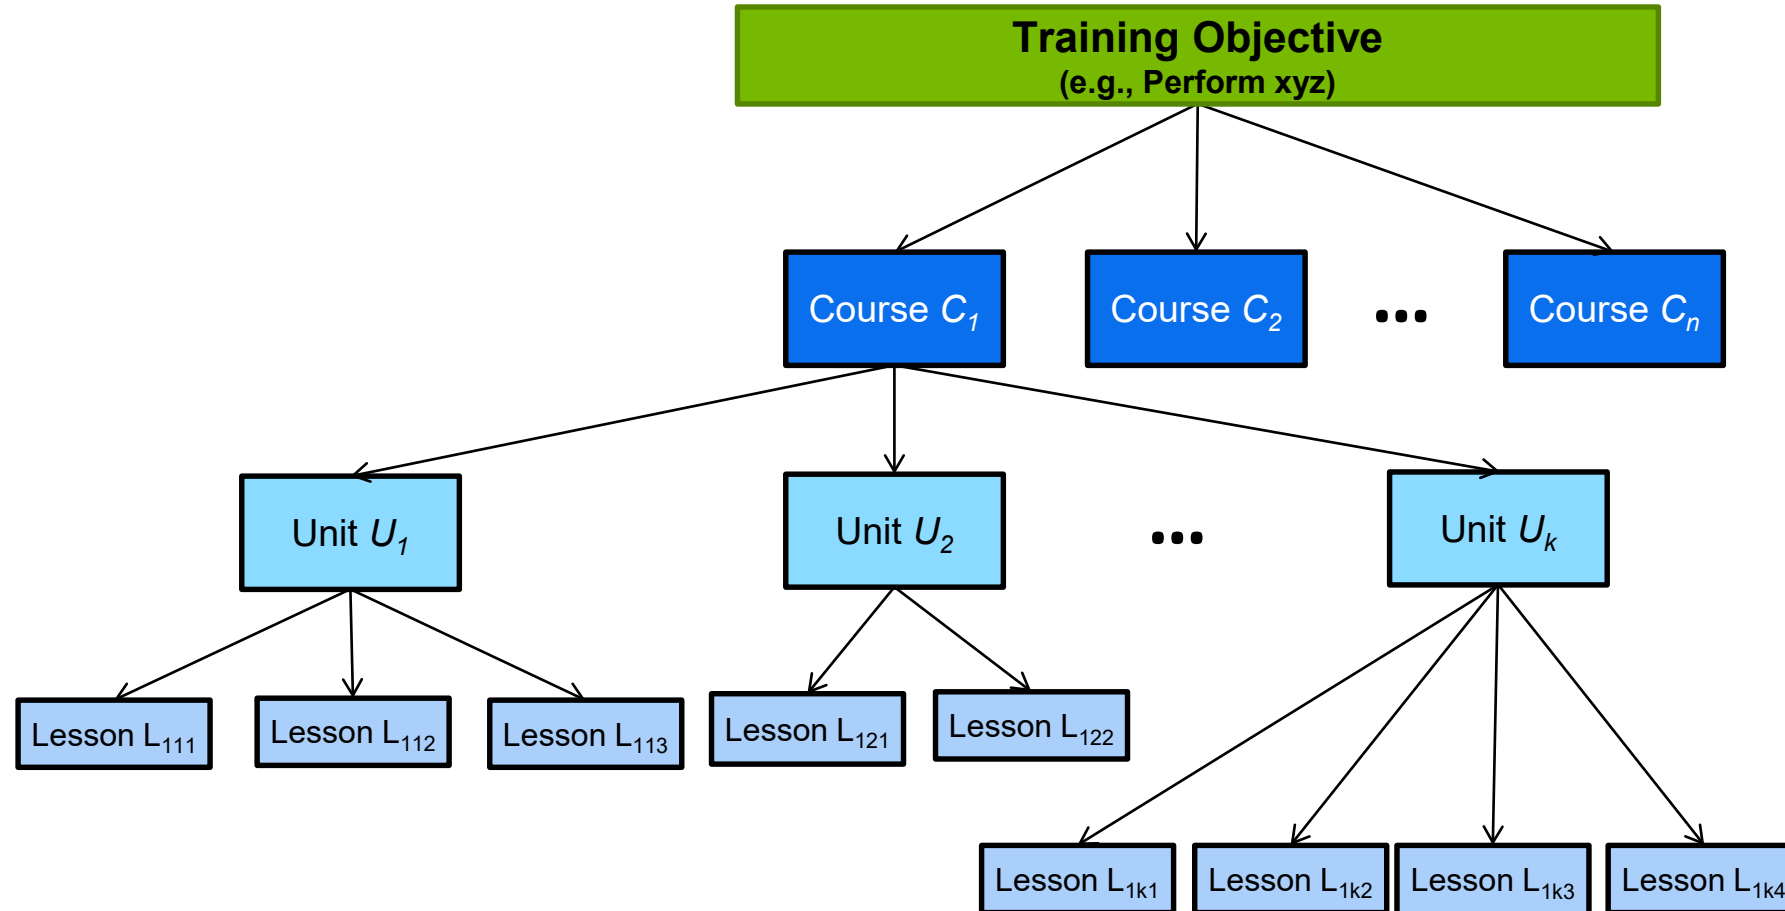 Training Objective
(e.g., Perform xyz)
Course C1
Course C2
...
Course Cn
Unit U1
Unit U2
...
Unit Uk
Lesson L111
Lesson L112
Lesson L113
Lesson L121
Lesson L122
Lesson L1k1
Lesson L1k2
Lesson L1k3
Lesson L1k4